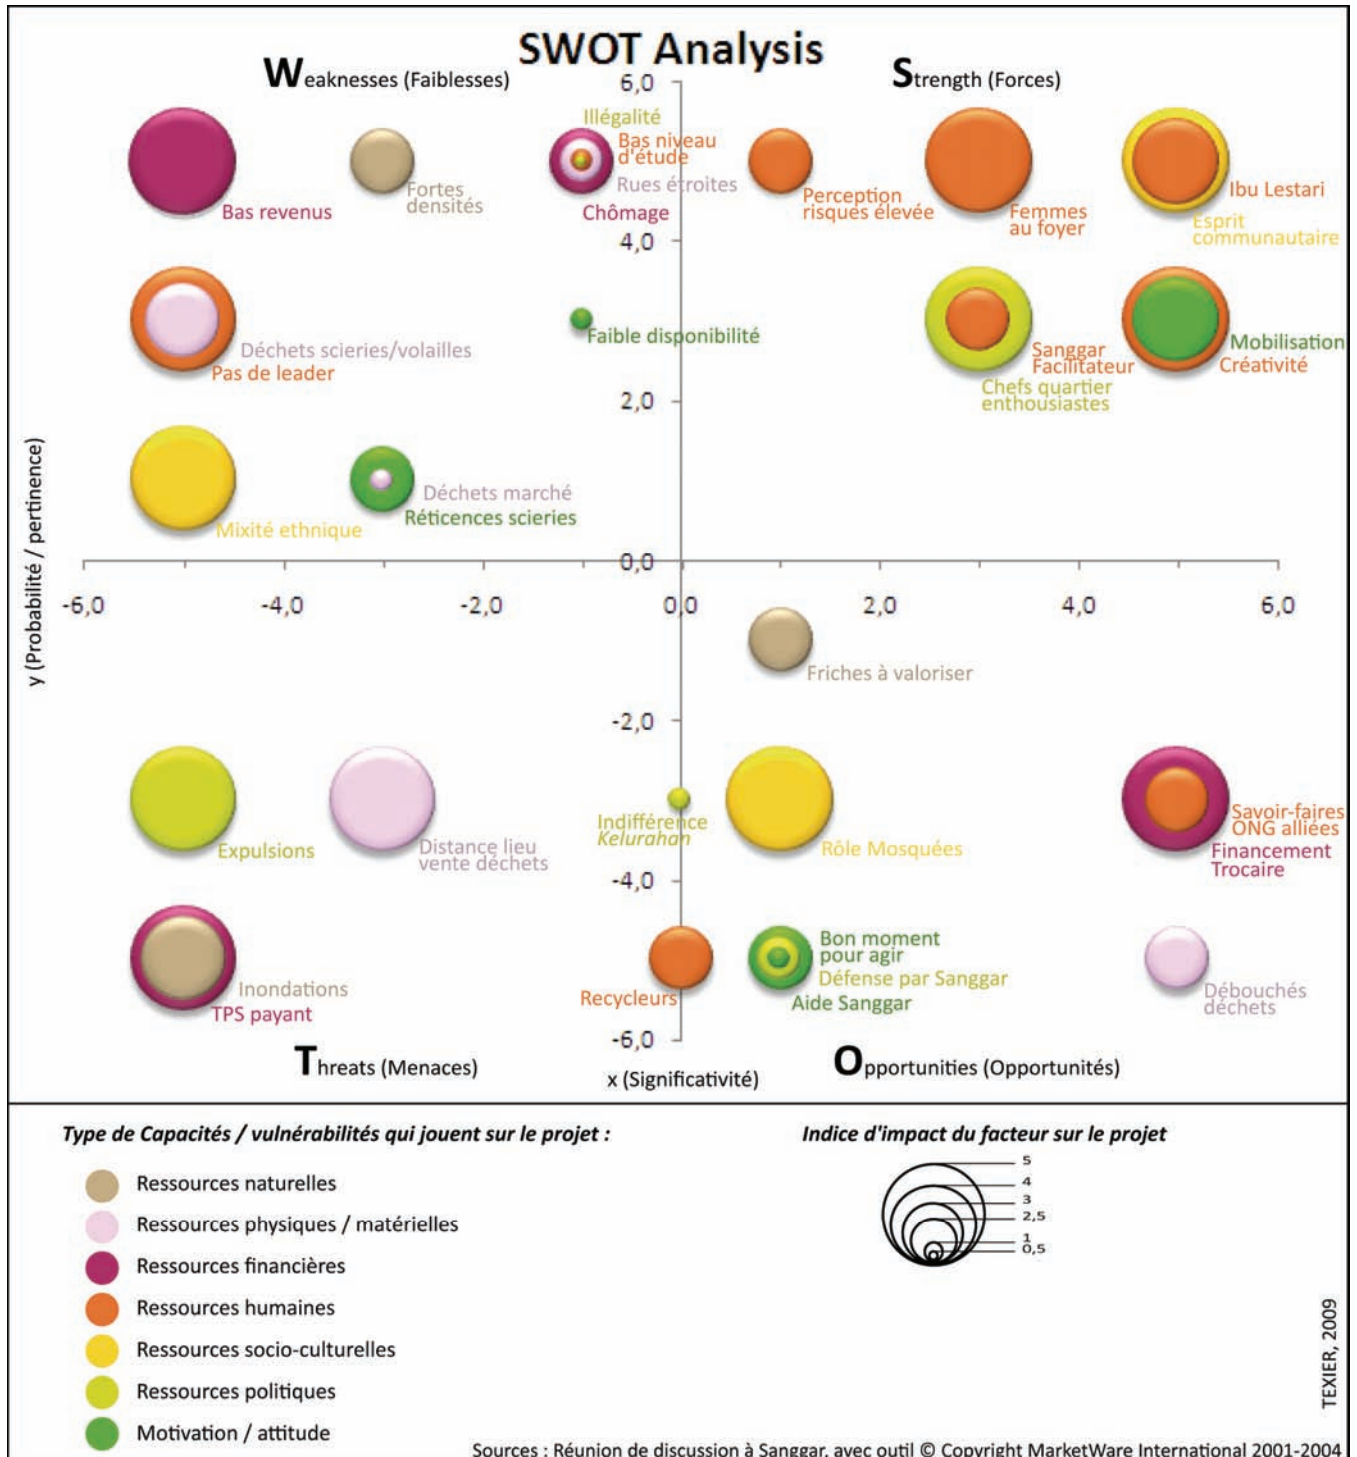 SWOT Analysis
Weaknesses (Faiblesses)
Strength (Forces)
6,0
Illégalité
Bas niveau
d'étude
Rues étroites
Chômage
Bas revenus
Fortes
densités
Perception
risques élevée
Femmes
au foyer
Ibu Lestari
Esprit
communautaire
4,0
Déchets scieries/volailles
Pas de leader
Faible disponibilité
Sanggar
Facilitateur
Chefs quartier
enthousiastes
Mobilisation
Créativité
2,0
Mixité ethnique
Déchets marché
Réticences scieries
y (Probabilité / pertinence)
0,0
-6,0
-4,0
-2,0
0,0
2,0
4,0
6,0
Friches à valoriser
-2,0
Expulsions
Distance lieu
vente déchets
Indifférence
Kelurahan
Rôle Mosquées
Savoir-faires
ONG alliées
Financement
Trocaire
-4,0
Inondations
TPS payant
Recycleurs
Bon moment
pour agir
Défense par Sanggar
Aide Sanggar
Débouchés
déchets
-6,0
Threats (Menaces)
x (Significativité)
Opportunities (Opportunités)
Type de Capacités / vulnérabilités qui jouent sur le projet :
Ressources naturelles
Ressources physiques / matérielles
Ressources financières
Ressources humaines
Ressources socio-culturelles
Ressources politiques
Motivation / attitude
Indice d'impact du facteur sur le projet
5
4
3
2,5
1
0,5
TEXIER, 2009
Sources : Réunion de discussion à Sanggar, avec outil © Copyright MarketWare International 2001-2004